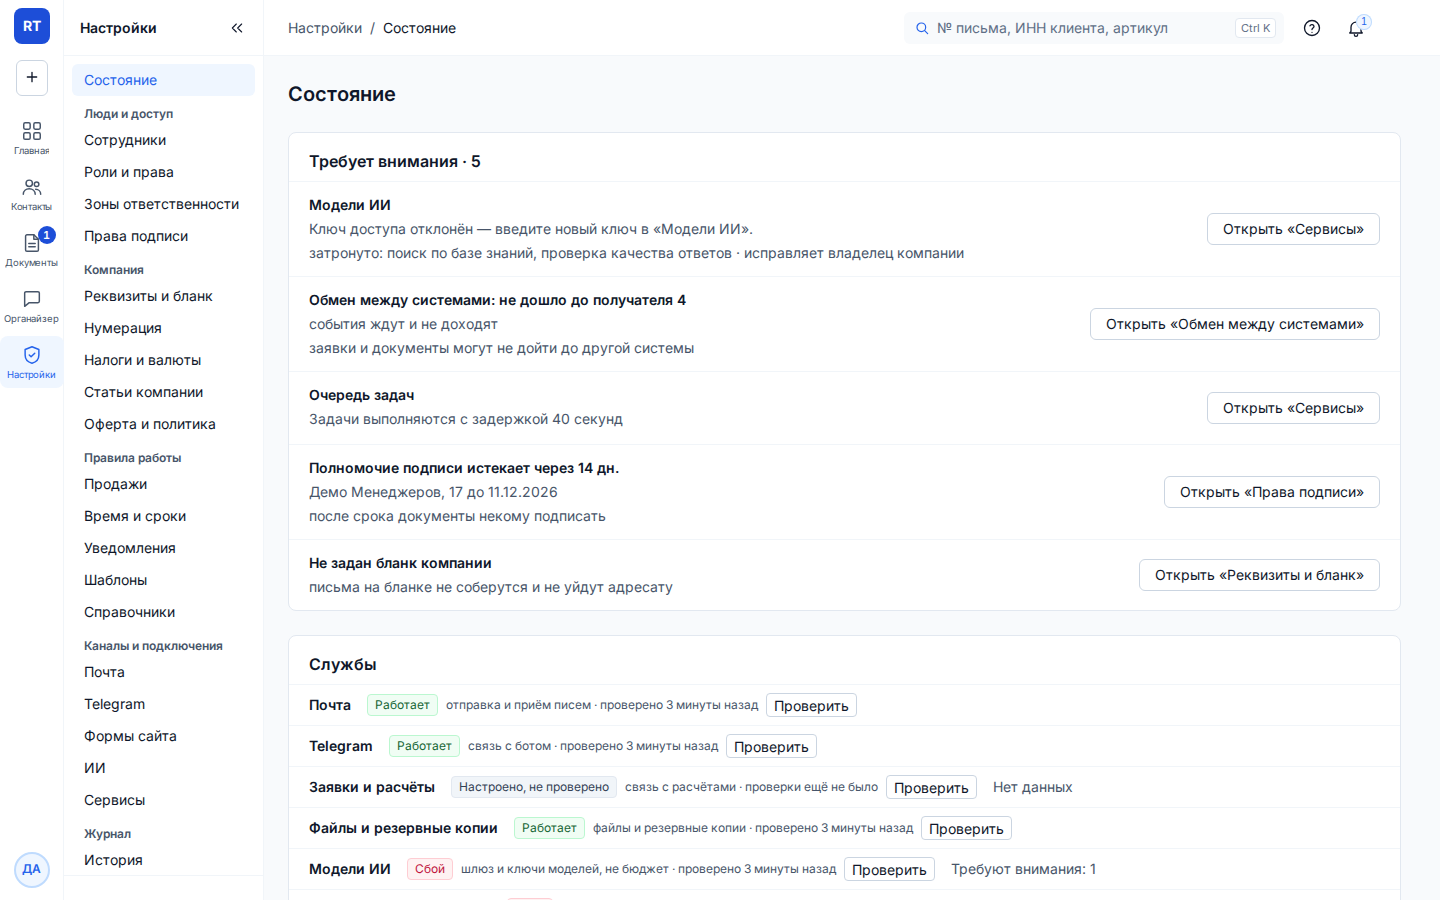 RT
Главная
Контакты
1
Документы
Органайзер
Настройки
ДА
Настройки
Состояние
Люди и доступ
Сотрудники
Роли и права
Зоны ответственности
Права подписи
Компания
Реквизиты и бланк
Нумерация
Налоги и валюты
Статьи компании
Оферта и политика
Правила работы
Продажи
Время и сроки
Уведомления
Шаблоны
Справочники
Каналы и подключения
Почта
Telegram
Формы сайта
ИИ
Сервисы
Журнал
История
Настройки / Состояние
№ письма, ИНН клиента, артикул
Ctrl K
1
Состояние
Требует внимания · 5
Модели ИИ
Ключ доступа отклонён — введите новый ключ в «Модели ИИ».
затронуто: поиск по базе знаний, проверка качества ответов · исправляет владелец компании
Открыть «Сервисы»
Обмен между системами: не дошло до получателя 4
события ждут и не доходят
заявки и документы могут не дойти до другой системы
Открыть «Обмен между системами»
Очередь задач
Задачи выполняются с задержкой 40 секунд
Открыть «Сервисы»
Полномочие подписи истекает через 14 дн.
Демо Менеджеров, 17 до 11.12.2026
после срока документы некому подписать
Открыть «Права подписи»
Не задан бланк компании
письма на бланке не соберутся и не уйдут адресату
Открыть «Реквизиты и бланк»
Службы
Почта Работает отправка и приём писем · проверено 3 минуты назад Проверить
Telegram Работает связь с ботом · проверено 3 минуты назад Проверить
Заявки и расчёты Настроено, не проверено связь с расчётами · проверки ещё не было Проверить Нет данных
Файлы и резервные копии Работает файлы и резервные копии · проверено 3 минуты назад Проверить
Модели ИИ Сбой шлюз и ключи моделей, не бюджет · проверено 3 минуты назад Проверить Требуют внимания: 1